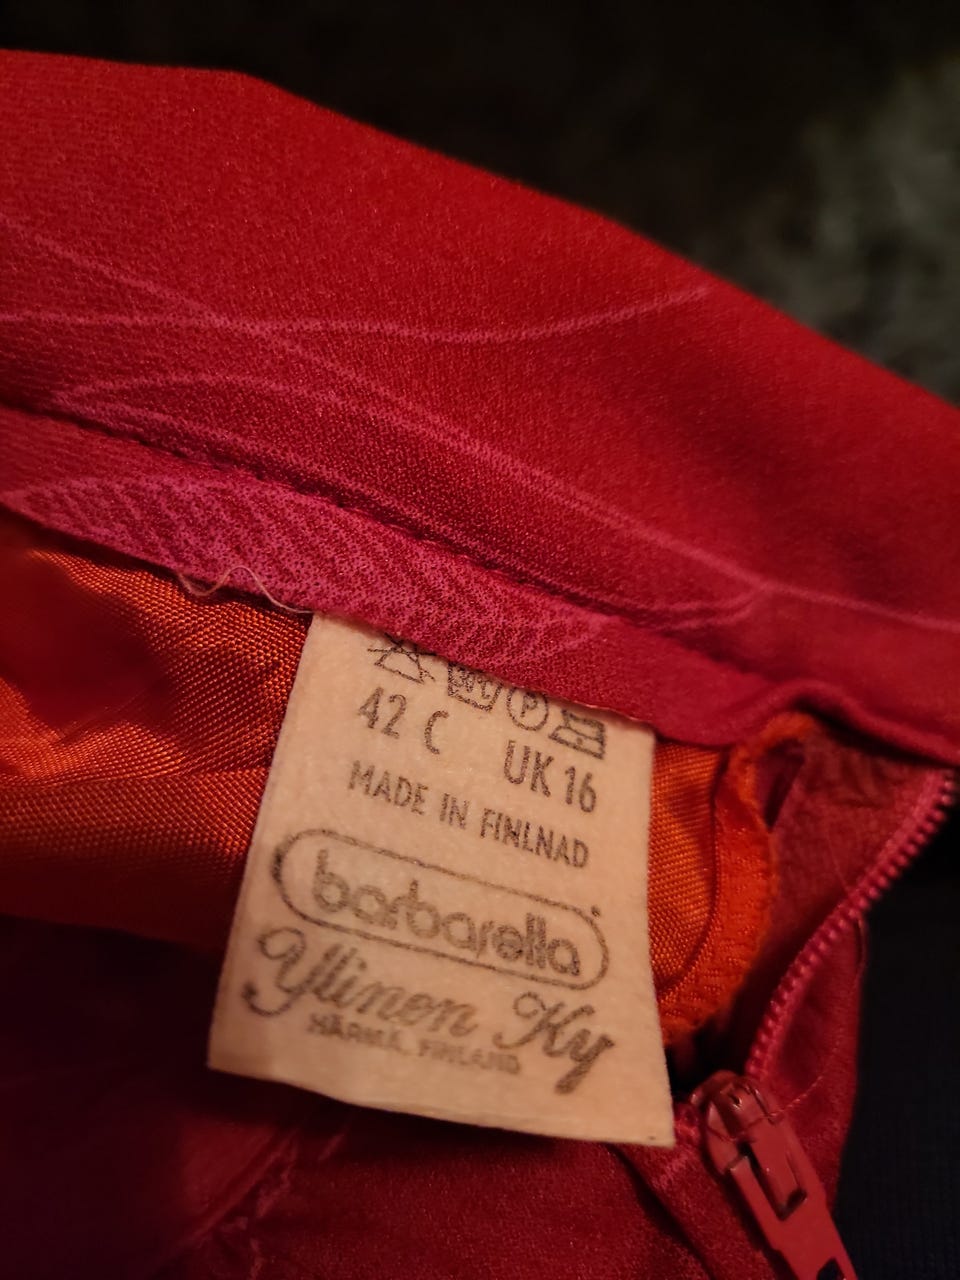 P
42 C UK 16
MADE IN FINLNAD
barbarella
Ylinen Ky
HÄRMÄ, FINLAND